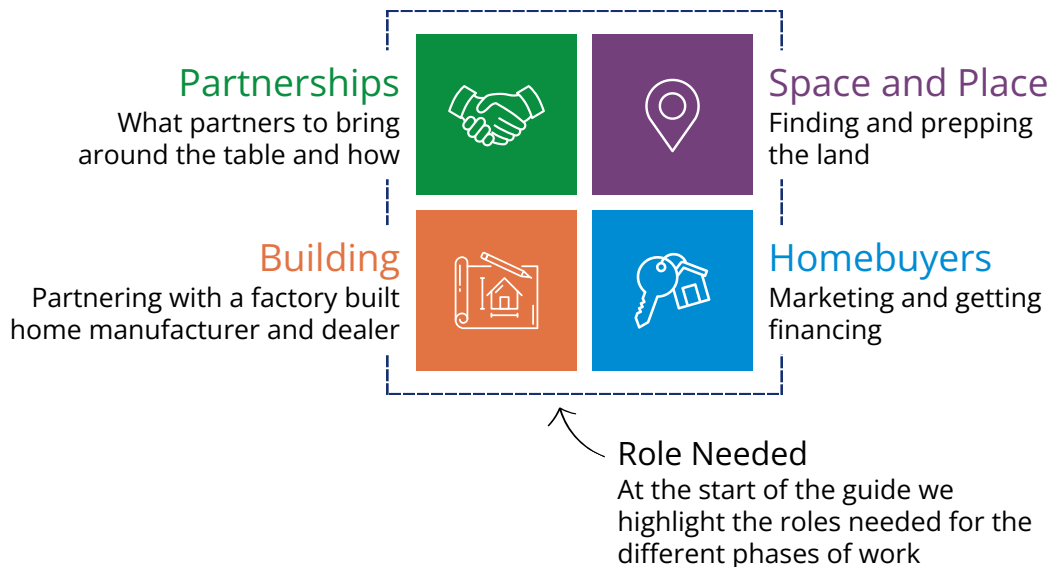 Partnerships
What partners to bring
around the table and how
Space and Place
Finding and prepping
the land
Building
Partnering with a factory built
home manufacturer and dealer
Homebuyers
Marketing and getting
financing
Role Needed
At the start of the guide we
highlight the roles needed for the
different phases of work